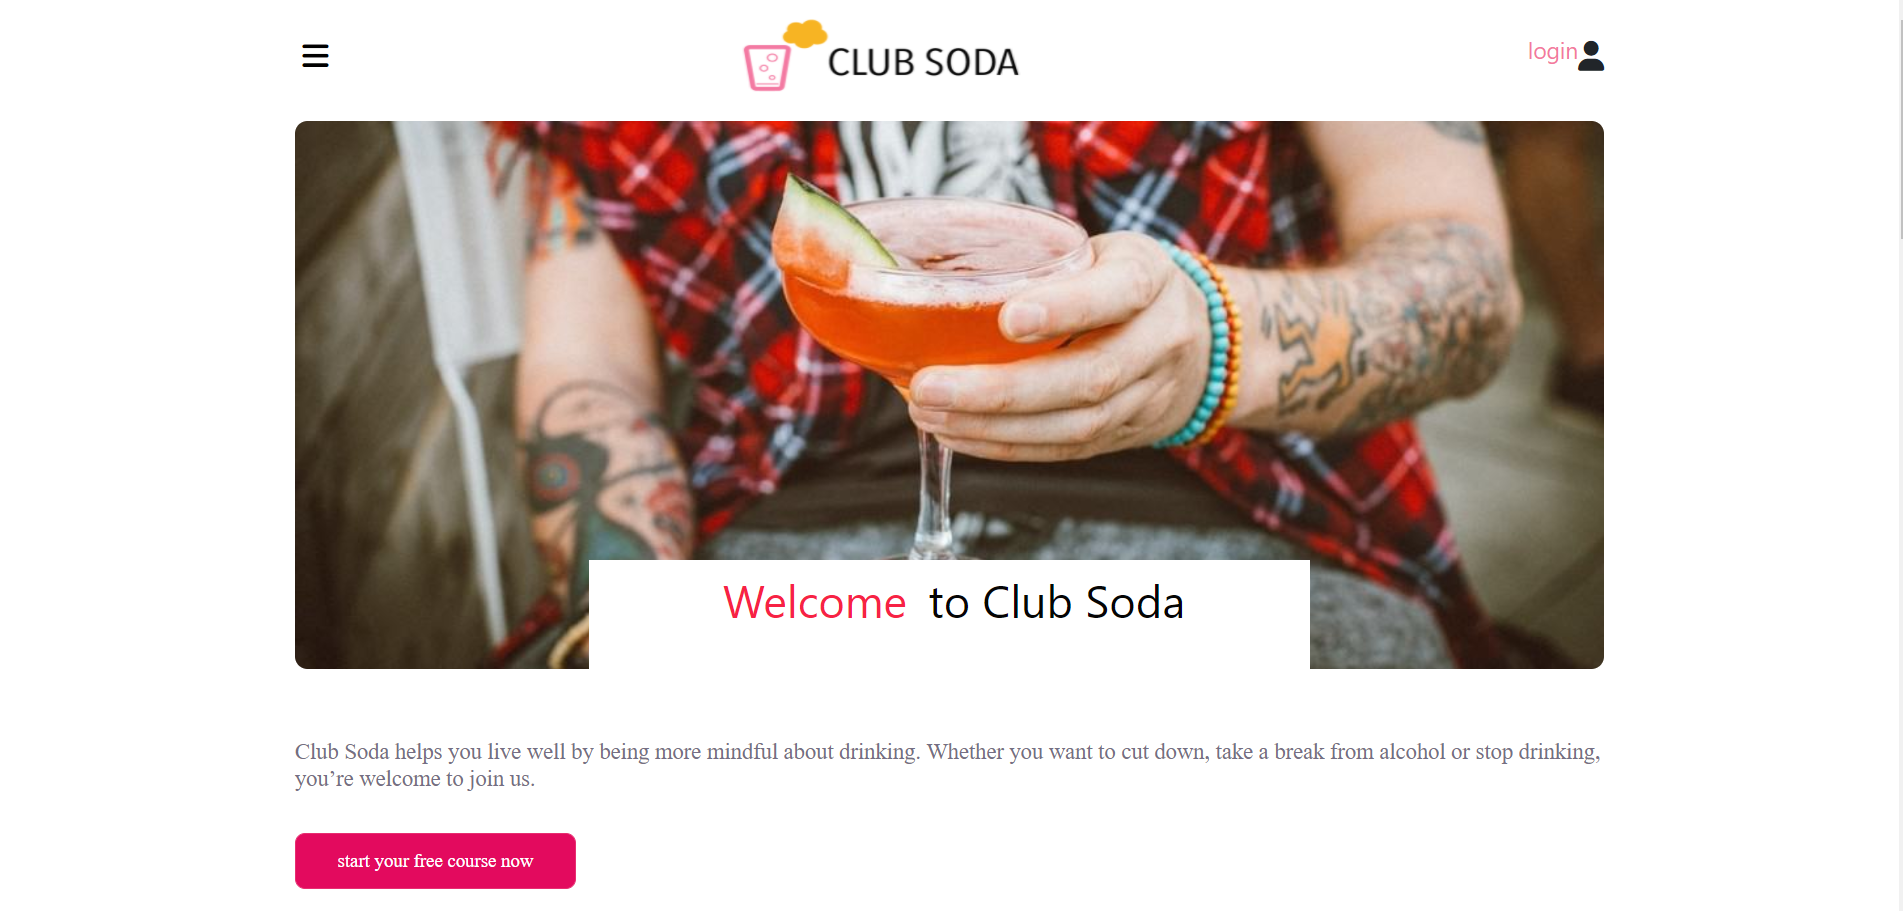 CLUB SODA
login
Welcome to Club Soda
Club Soda helps you live well by being more mindful about drinking. Whether you want to cut down, take a break from alcohol or stop drinking,
you’re welcome to join us.
start your free course now